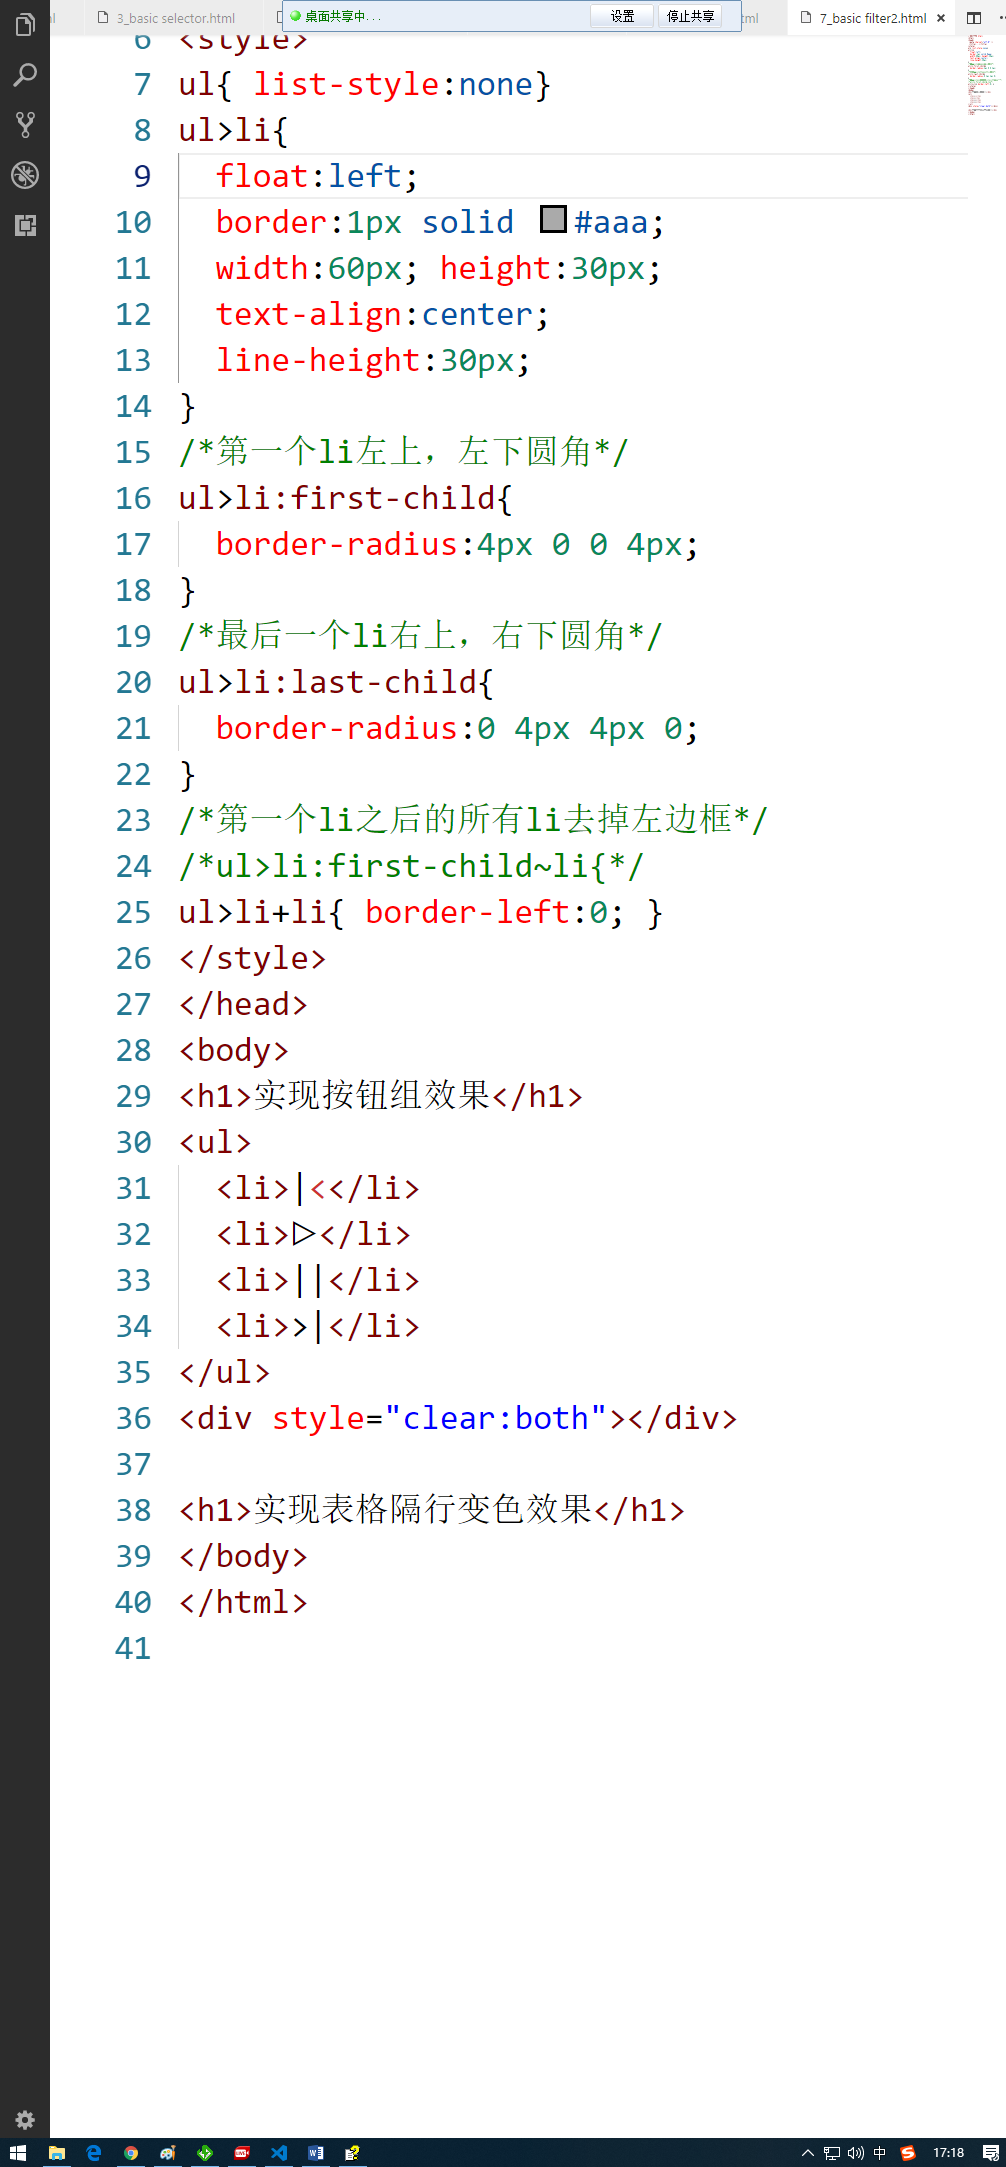 ml
3_basic selector.html
桌面共享中...
设置
停止共享
tml
7_basic filter2.html
6 <style>
7 ul{ list-style:none}
8 ul>li{
9 float:left;
10 border:1px solid #aaa;
11 width:60px; height:30px;
12 text-align:center;
13 line-height:30px;
14 }
15 /*第一个li左上，左下圆角*/
16 ul>li:first-child{
17 border-radius:4px 0 0 4px;
18 }
19 /*最后一个li右上，右下圆角*/
20 ul>li:last-child{
21 border-radius:0 4px 4px 0;
22 }
23 /*第一个li之后的所有li去掉左边框*/
24 /*ul>li:first-child~li{*/
25 ul>li+li{ border-left:0; }
26 </style>
27 </head>
28 <body>
29 <h1>实现按钮组效果</h1>
30 <ul>
31 <li>|<</li>
32 <li>▷</li>
33 <li>||</li>
34 <li>>|</li>
35 </ul>
36 <div style="clear:both"></div>
37
38 <h1>实现表格隔行变色效果</h1>
39 </body>
40 </html>
41
中
17:18